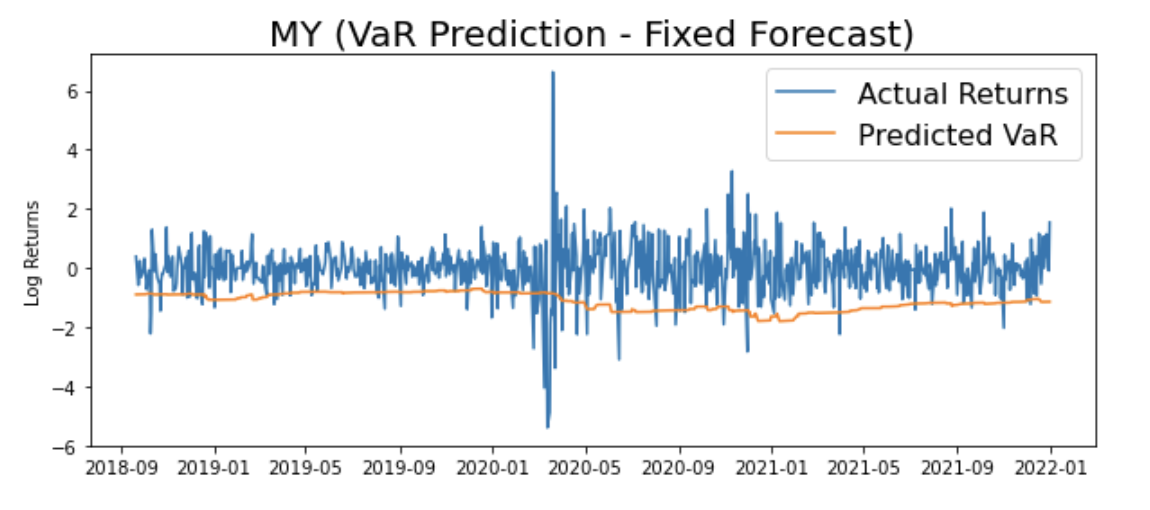 MY (VaR Prediction - Fixed Forecast)
Actual Returns
Predicted VaR
Log Returns
6
4
2
0
−2
−4
−6
2018-09 2019-01 2019-05 2019-09 2020-01 2020-05 2020-09 2021-01 2021-05 2021-09 2022-01